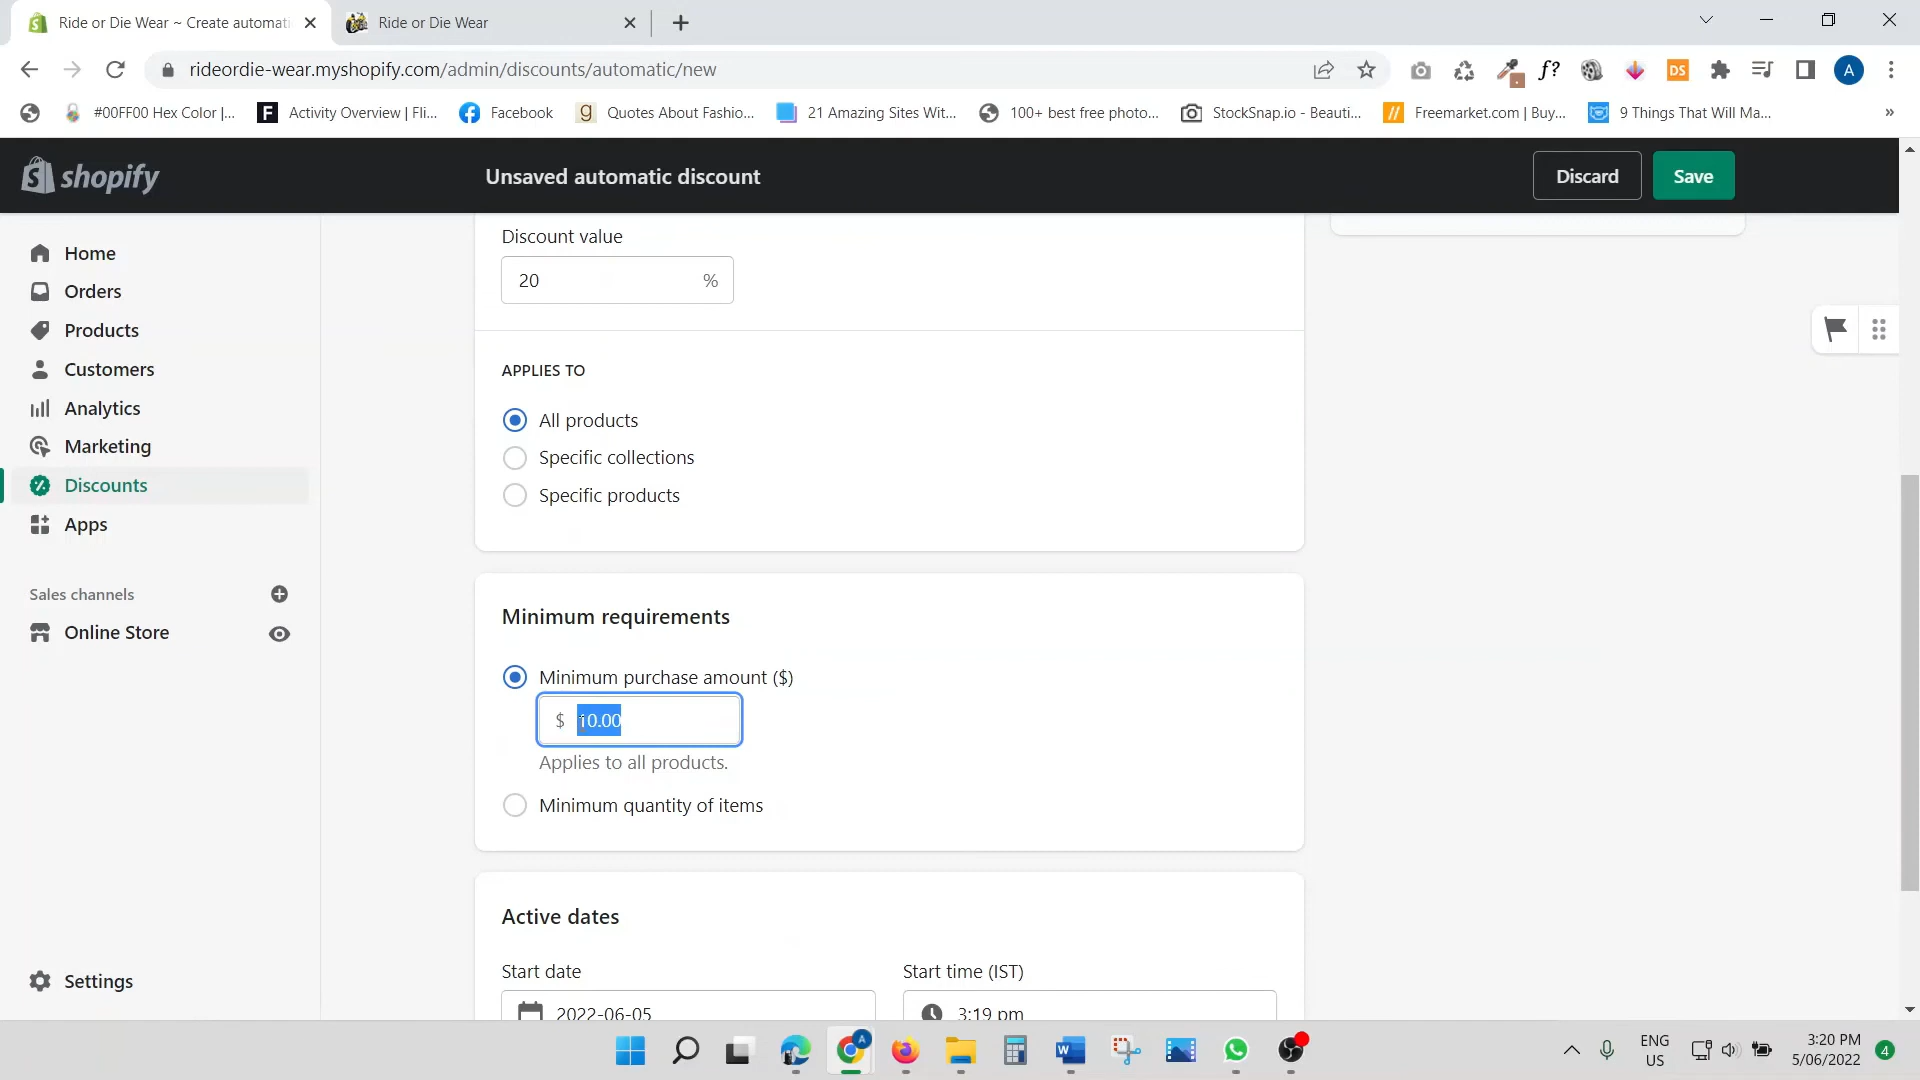 Ride or Die Wear ~ Create automati
Ride or Die Wear
rideordie-wear.myshopify.com/admin/discounts/automatic/new
f?
DS
A
#00FF00 Hex Color |...
F
Activity Overview | Fli...
Facebook
g
Quotes About Fashio...
21 Amazing Sites Wit...
100+ best free photo...
StockSnap.io - Beauti...
Freemarket.com | Buy...
9 Things That Will Ma...
»
shopify
Unsaved automatic discount
Discard
Save
Home
Orders
Products
Customers
Analytics
Marketing
Discounts
Apps
Sales channels
Online Store
Settings
Discount value
20 %
APPLIES TO
All products
Specific collections
Specific products
Minimum requirements
Minimum purchase amount ($)
$ 10.00
Applies to all products.
Minimum quantity of items
Active dates
Start date
Start time (IST)
2022-06-05
3:19 pm
A
W
ENG
US
3:20 PM
5/06/2022
4